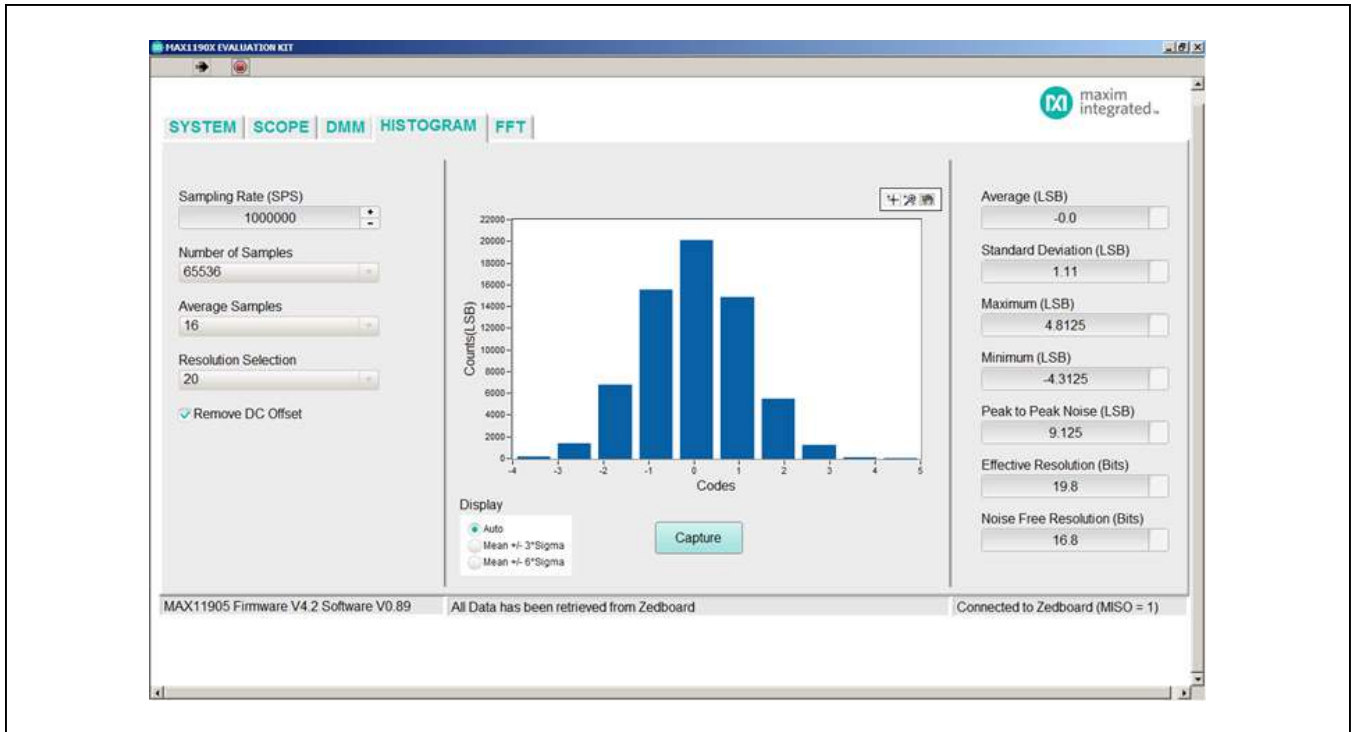 MAX1190X EVALUATION KIT
maxim
integrated™
SYSTEM
SCOPE
DMM
HISTOGRAM
FFT
Sampling Rate (SPS)
1000000
Number of Samples
65536
Average Samples
16
Resolution Selection
20
Remove DC Offset
22000
20000
18000
16000
14000
12000
10000
8000
6000
4000
2000
0
Counts(LSB)
-4 -3 -2 -1 0 1 2 3 4 5
Codes
Display
Auto
Mean +/- 3*Sigma
Mean +/- 6*Sigma
Capture
Average (LSB)
-0.0
Standard Deviation (LSB)
1.11
Maximum (LSB)
4.8125
Minimum (LSB)
-4.3125
Peak to Peak Noise (LSB)
9.125
Effective Resolution (Bits)
19.8
Noise Free Resolution (Bits)
16.8
MAX11905 Firmware V4.2 Software V0.89
All Data has been retrieved from Zedboard
Connected to Zedboard (MISO = 1)